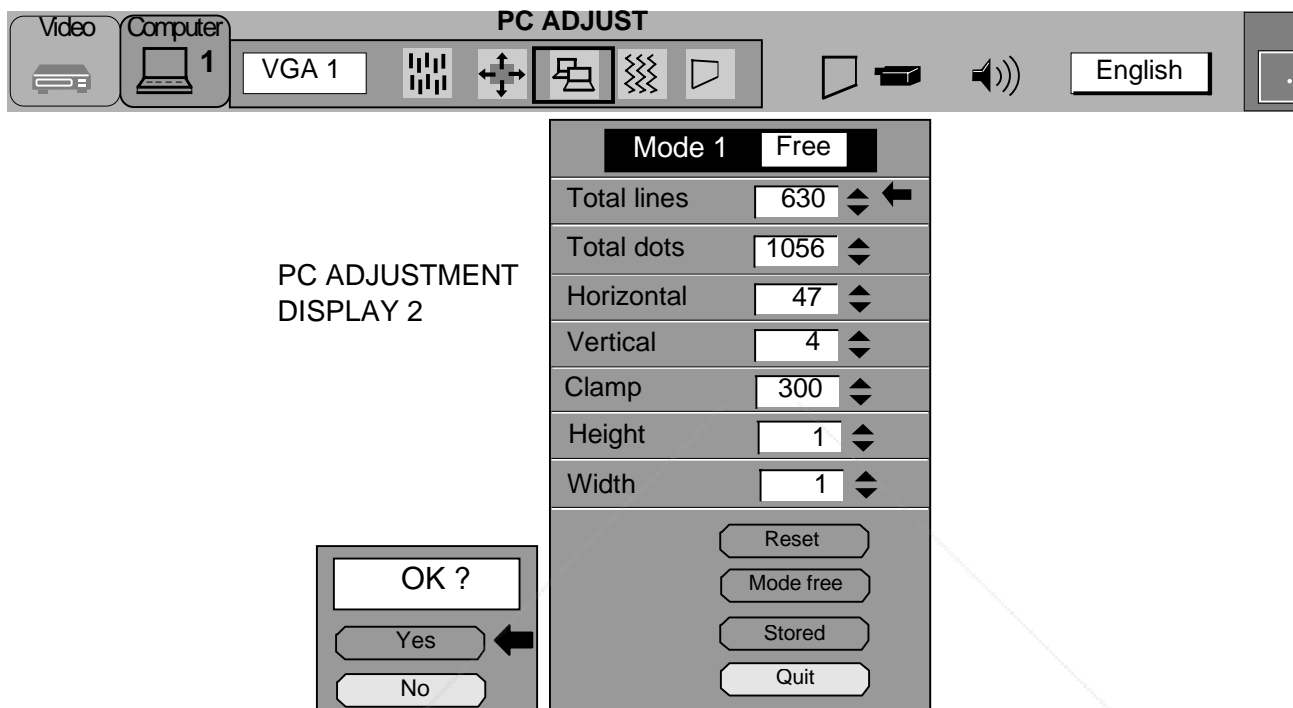 PC ADJUST
Video Computer
1 VGA 1 English
Mode 1 Free
Total lines 630
Total dots 1056
PC ADJUSTMENT
DISPLAY 2
Horizontal 47
Vertical 4
Clamp 300
Height 1
Width 1
Reset
Mode free
Stored
Quit
OK ?
Yes
No